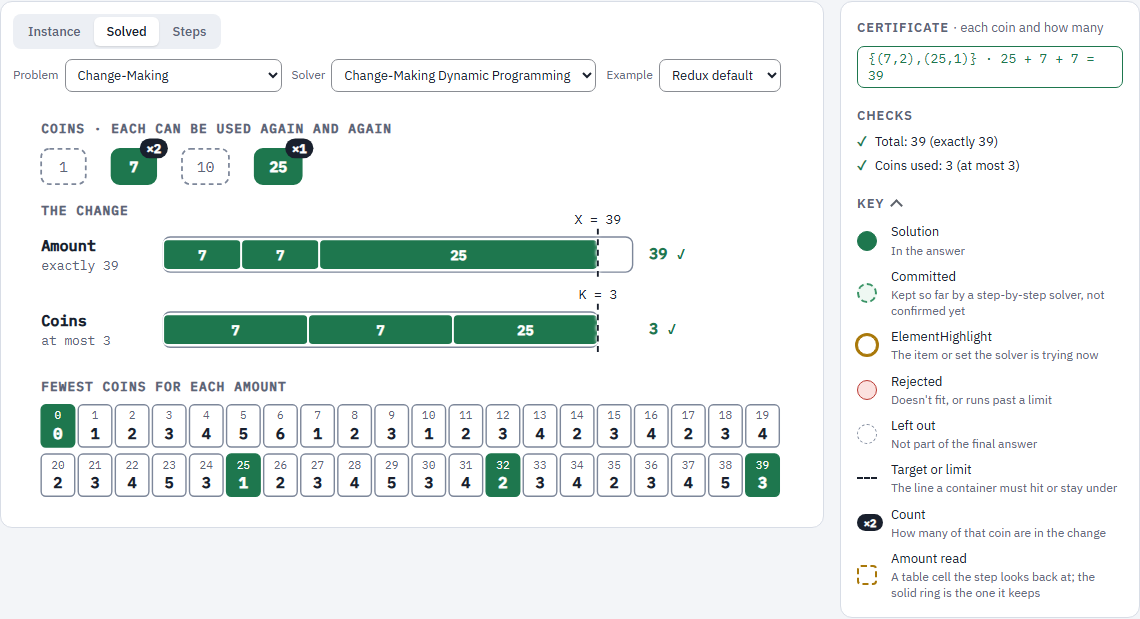 Instance Solved Steps
Problem Change-Making Solver Change-Making Dynamic Programming Example Redux default
COINS · EACH CAN BE USED AGAIN AND AGAIN
1 7 ×2 10 25 ×1
THE CHANGE
X = 39
Amount 7 7 25 39 ✓
exactly 39
K = 3
Coins 7 7 25 3 ✓
at most 3
FEWEST COINS FOR EACH AMOUNT
0 1 2 3 4 5 6 7 8 9 10 11 12 13 14 15 16 17 18 19
0 1 2 3 4 5 6 1 2 3 1 2 3 4 2 3 4 2 3 4
20 21 22 23 24 25 26 27 28 29 30 31 32 33 34 35 36 37 38 39
2 3 4 5 3 1 2 3 4 5 3 4 2 3 4 2 3 4 5 3
CERTIFICATE · each coin and how many
{(7,2),(25,1)} · 25 + 7 + 7 =
39
CHECKS
✓ Total: 39 (exactly 39)
✓ Coins used: 3 (at most 3)
KEY
Solution
In the answer
Committed
Kept so far by a step-by-step solver, not
confirmed yet
ElementHighlight
The item or set the solver is trying now
Rejected
Doesn't fit, or runs past a limit
Left out
Not part of the final answer
Target or limit
The line a container must hit or stay under
×2 Count
How many of that coin are in the change
Amount read
A table cell the step looks back at; the
solid ring is the one it keeps